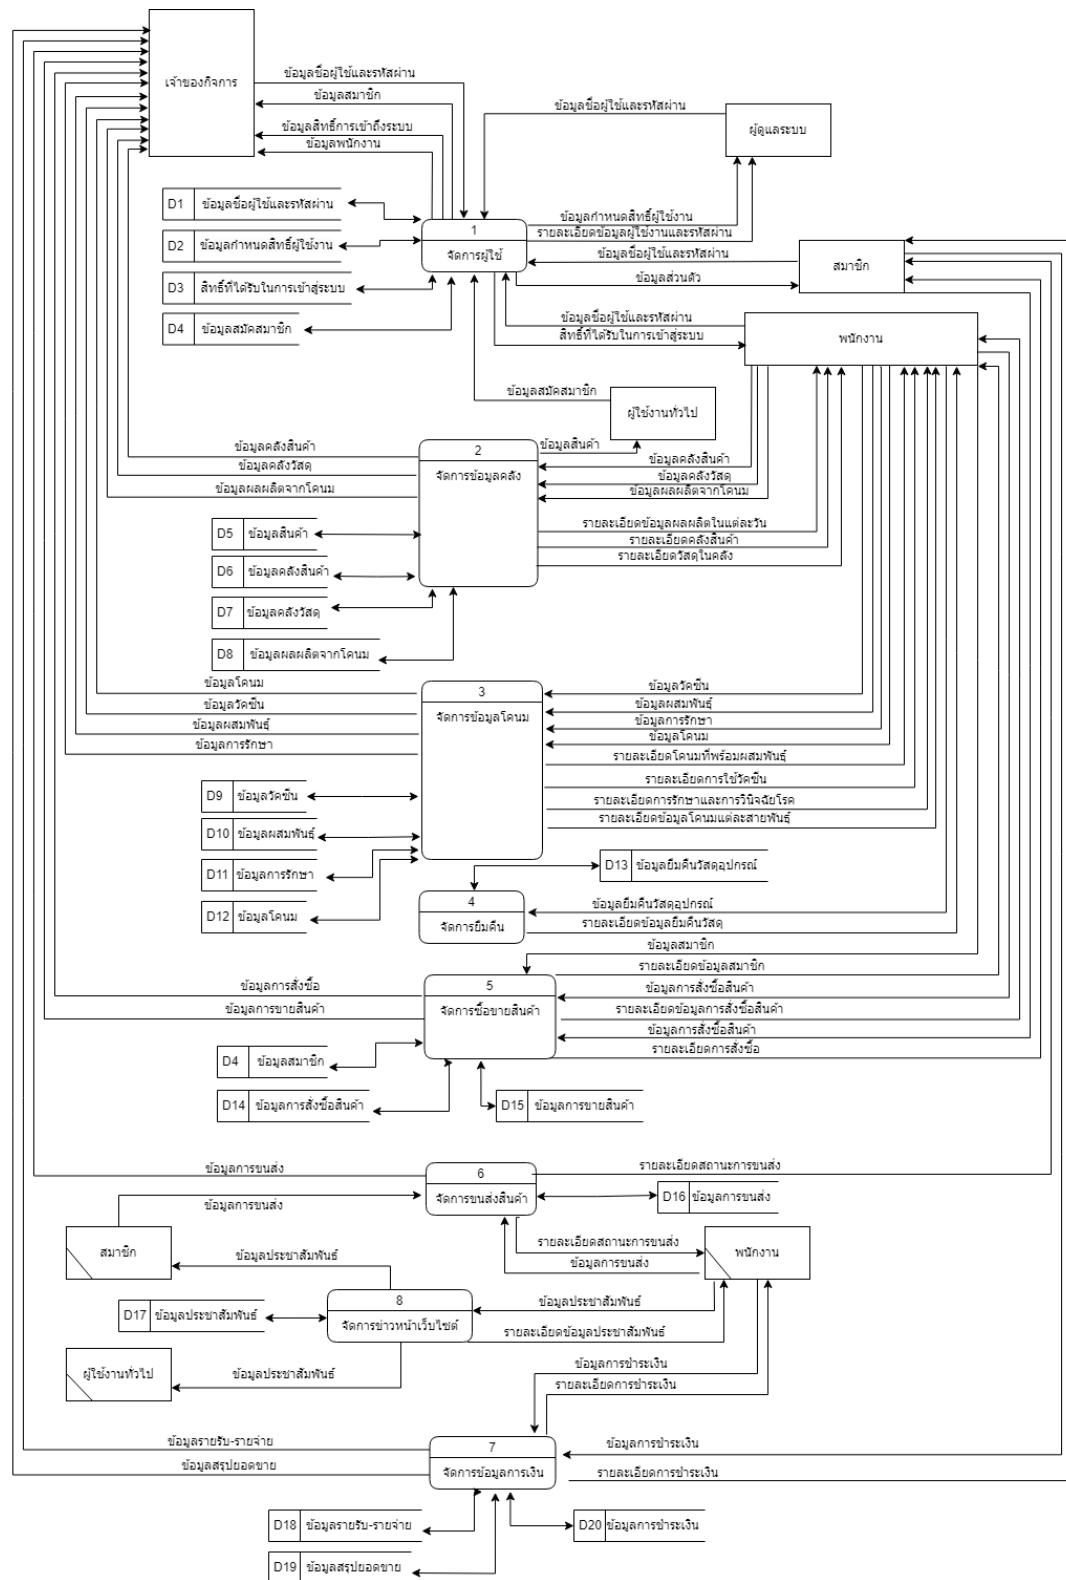 เจ้าของกิจการ
ข้อมูลชื่อผู้ใช้และรหัสผ่าน
ข้อมูลสมาชิก
ข้อมูลสิทธิ์การเข้าถึงระบบ
ข้อมูลพนักงาน
ข้อมูลชื่อผู้ใช้และรหัสผ่าน
ผู้ดูแลระบบ
D1 ข้อมูลชื่อผู้ใช้และรหัสผ่าน
D2 ข้อมูลกำหนดสิทธิ์ผู้ใช้งาน
D3 สิทธิ์ที่ได้รับในการเข้าสู่ระบบ
D4 ข้อมูลสมัคสมาชิก
1
จัดการผู้ใช้
ข้อมูลกำหนดสิทธิ์ผู้ใช้งาน
รายละเอียดข้อมูลผู้ใช้งานและรหัสผ่าน
ข้อมูลชื่อผู้ใช้และรหัสผ่าน
ข้อมูลส่วนตัว
สมาชิก
ข้อมูลชื่อผู้ใช้และรหัสผ่าน
สิทธิ์ที่ได้รับในการเข้าสู่ระบบ
พนักงาน
ข้อมูลสมัคสมาชิก
ผู้ใช้งานทั่วไป
ข้อมูลคลังสินค้า
ข้อมูลคลังวัสดุ
ข้อมูลผลผลิตจากโคนม
2
จัดการข้อมูลคลัง
ข้อมูลสินค้า
ข้อมูลคลังสินค้า
ข้อมูลคลังวัสดุ
ข้อมูลผลผลิตจากโคนม
รายละเอียดข้อมูลผลผลิตในแต่ละวัน
รายละเอียดคลังสินค้า
รายละเอียดวัสดุในคลัง
D5 ข้อมูลสินค้า
D6 ข้อมูลคลังสินค้า
D7 ข้อมูลคลังวัสดุ
D8 ข้อมูลผลผลิตจากโคนม
ข้อมูลโคนม
ข้อมูลวัคซีน
ข้อมูลผสมพันธุ์
ข้อมูลการรักษา
3
จัดการข้อมูลโคนม
ข้อมูลวัคซีน
ข้อมูลผสมพันธุ์
ข้อมูลการรักษา
ข้อมูลโคนม
รายละเอียดโคนมที่พร้อมผสมพันธุ์
รายละเอียดการใช้วัคซีน
รายละเอียดการรักษาและการวินิจฉัยโรค
รายละเอียดข้อมูลโคนมแต่ละสายพันธุ์
D9 ข้อมูลวัคซีน
D10 ข้อมูลผสมพันธุ์
D11 ข้อมูลการรักษา
D12 ข้อมูลโคนม
D13 ข้อมูลยืมคืนวัสดุอุปกรณ์
4
จัดการยืมคืน
ข้อมูลยืมคืนวัสดุอุปกรณ์
รายละเอียดข้อมูลยืมคืนวัสดุ
ข้อมูลสมาชิก
รายละเอียดข้อมูลสมาชิก
ข้อมูลการสั่งซื้อ
ข้อมูลการขายสินค้า
5
จัดการซื้อขายสินค้า
ข้อมูลการสั่งซื้อสินค้า
รายละเอียดข้อมูลการสั่งซื้อสินค้า
ข้อมูลการสั่งซื้อสินค้า
รายละเอียดการสั่งซื้อ
D4 ข้อมูลสมาชิก
D14 ข้อมูลการสั่งซื้อสินค้า
D15 ข้อมูลการขายสินค้า
ข้อมูลการขนส่ง
ข้อมูลการขนส่ง
6
จัดการขนส่งสินค้า
รายละเอียดสถานะการขนส่ง
D16 ข้อมูลการขนส่ง
สมาชิก
รายละเอียดสถานะการขนส่ง
ข้อมูลการขนส่ง
พนักงาน
ข้อมูลประชาสัมพันธ์
D17 ข้อมูลประชาสัมพันธ์
8
จัดการข่าวหน้าเว็บไซต์
ข้อมูลประชาสัมพันธ์
รายละเอียดข้อมูลประชาสัมพันธ์
ผู้ใช้งานทั่วไป
ข้อมูลประชาสัมพันธ์
ข้อมูลการชำระเงิน
รายละเอียดการชำระเงิน
ข้อมูลรายรับ-รายจ่าย
ข้อมูลสรุปยอดขาย
7
จัดการข้อมูลการเงิน
ข้อมูลการชำระเงิน
รายละเอียดการชำระเงิน
D18 ข้อมูลรายรับ-รายจ่าย
D20 ข้อมูลการชำระเงิน
D19 ข้อมูลสรุปยอดขาย